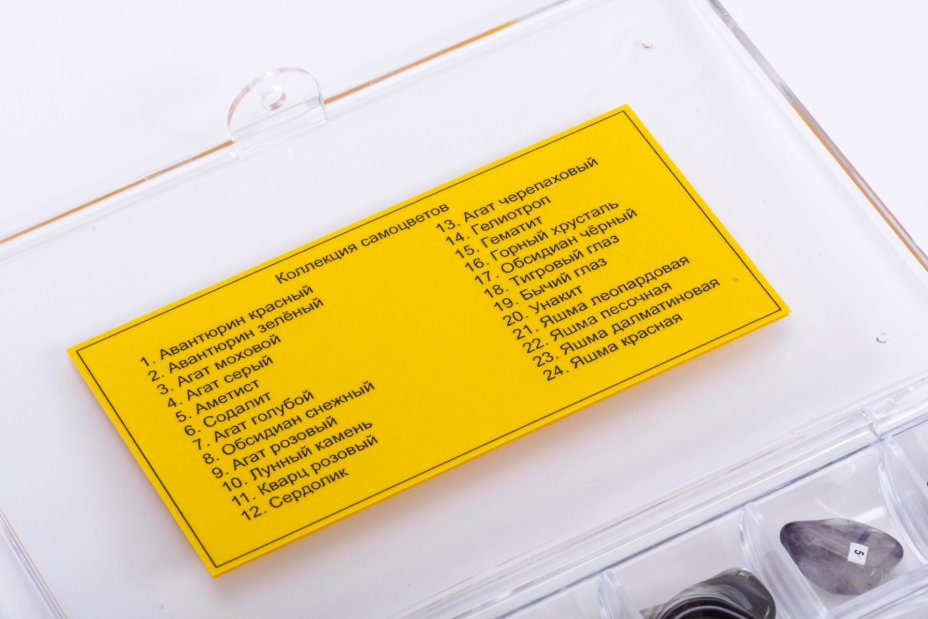 Коллекция самоцветов
1. Авантюрин красный
2. Авантюрин зелёный
3. Агат моховой
4. Агат серый
5. Аметист
6. Содалит
7. Агат голубой
8. Обсидиан снежный
9. Агат розовый
10. Лунный камень
11. Кварц розовый
12. Сердолик
13. Агат черепаховый
14. Гелиотроп
15. Гематит
16. Горный хрусталь
17. Обсидиан чёрный
18. Тигровый глаз
19. Бычий глаз
20. Унакит
21. Яшма леопардовая
22. Яшма песочная
23. Яшма далматиновая
24. Яшма красная
5